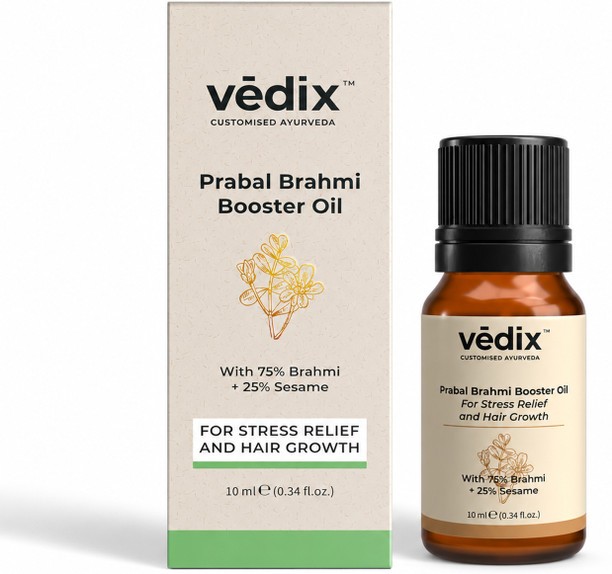 vēdix™
CUSTOMISED AYURVEDA
Prabal Brahmi
Booster Oil
With 75% Brahmi
+ 25% Sesame
FOR STRESS RELIEF
AND HAIR GROWTH
10 ml ℮ (0.34 fl.oz.)
vēdix™
CUSTOMISED AYURVEDA
Prabal Brahmi Booster Oil
For Stress Relief
and Hair Growth
With 75% Brahmi
+ 25% Sesame
10 ml ℮ (0.34 fl.oz.)